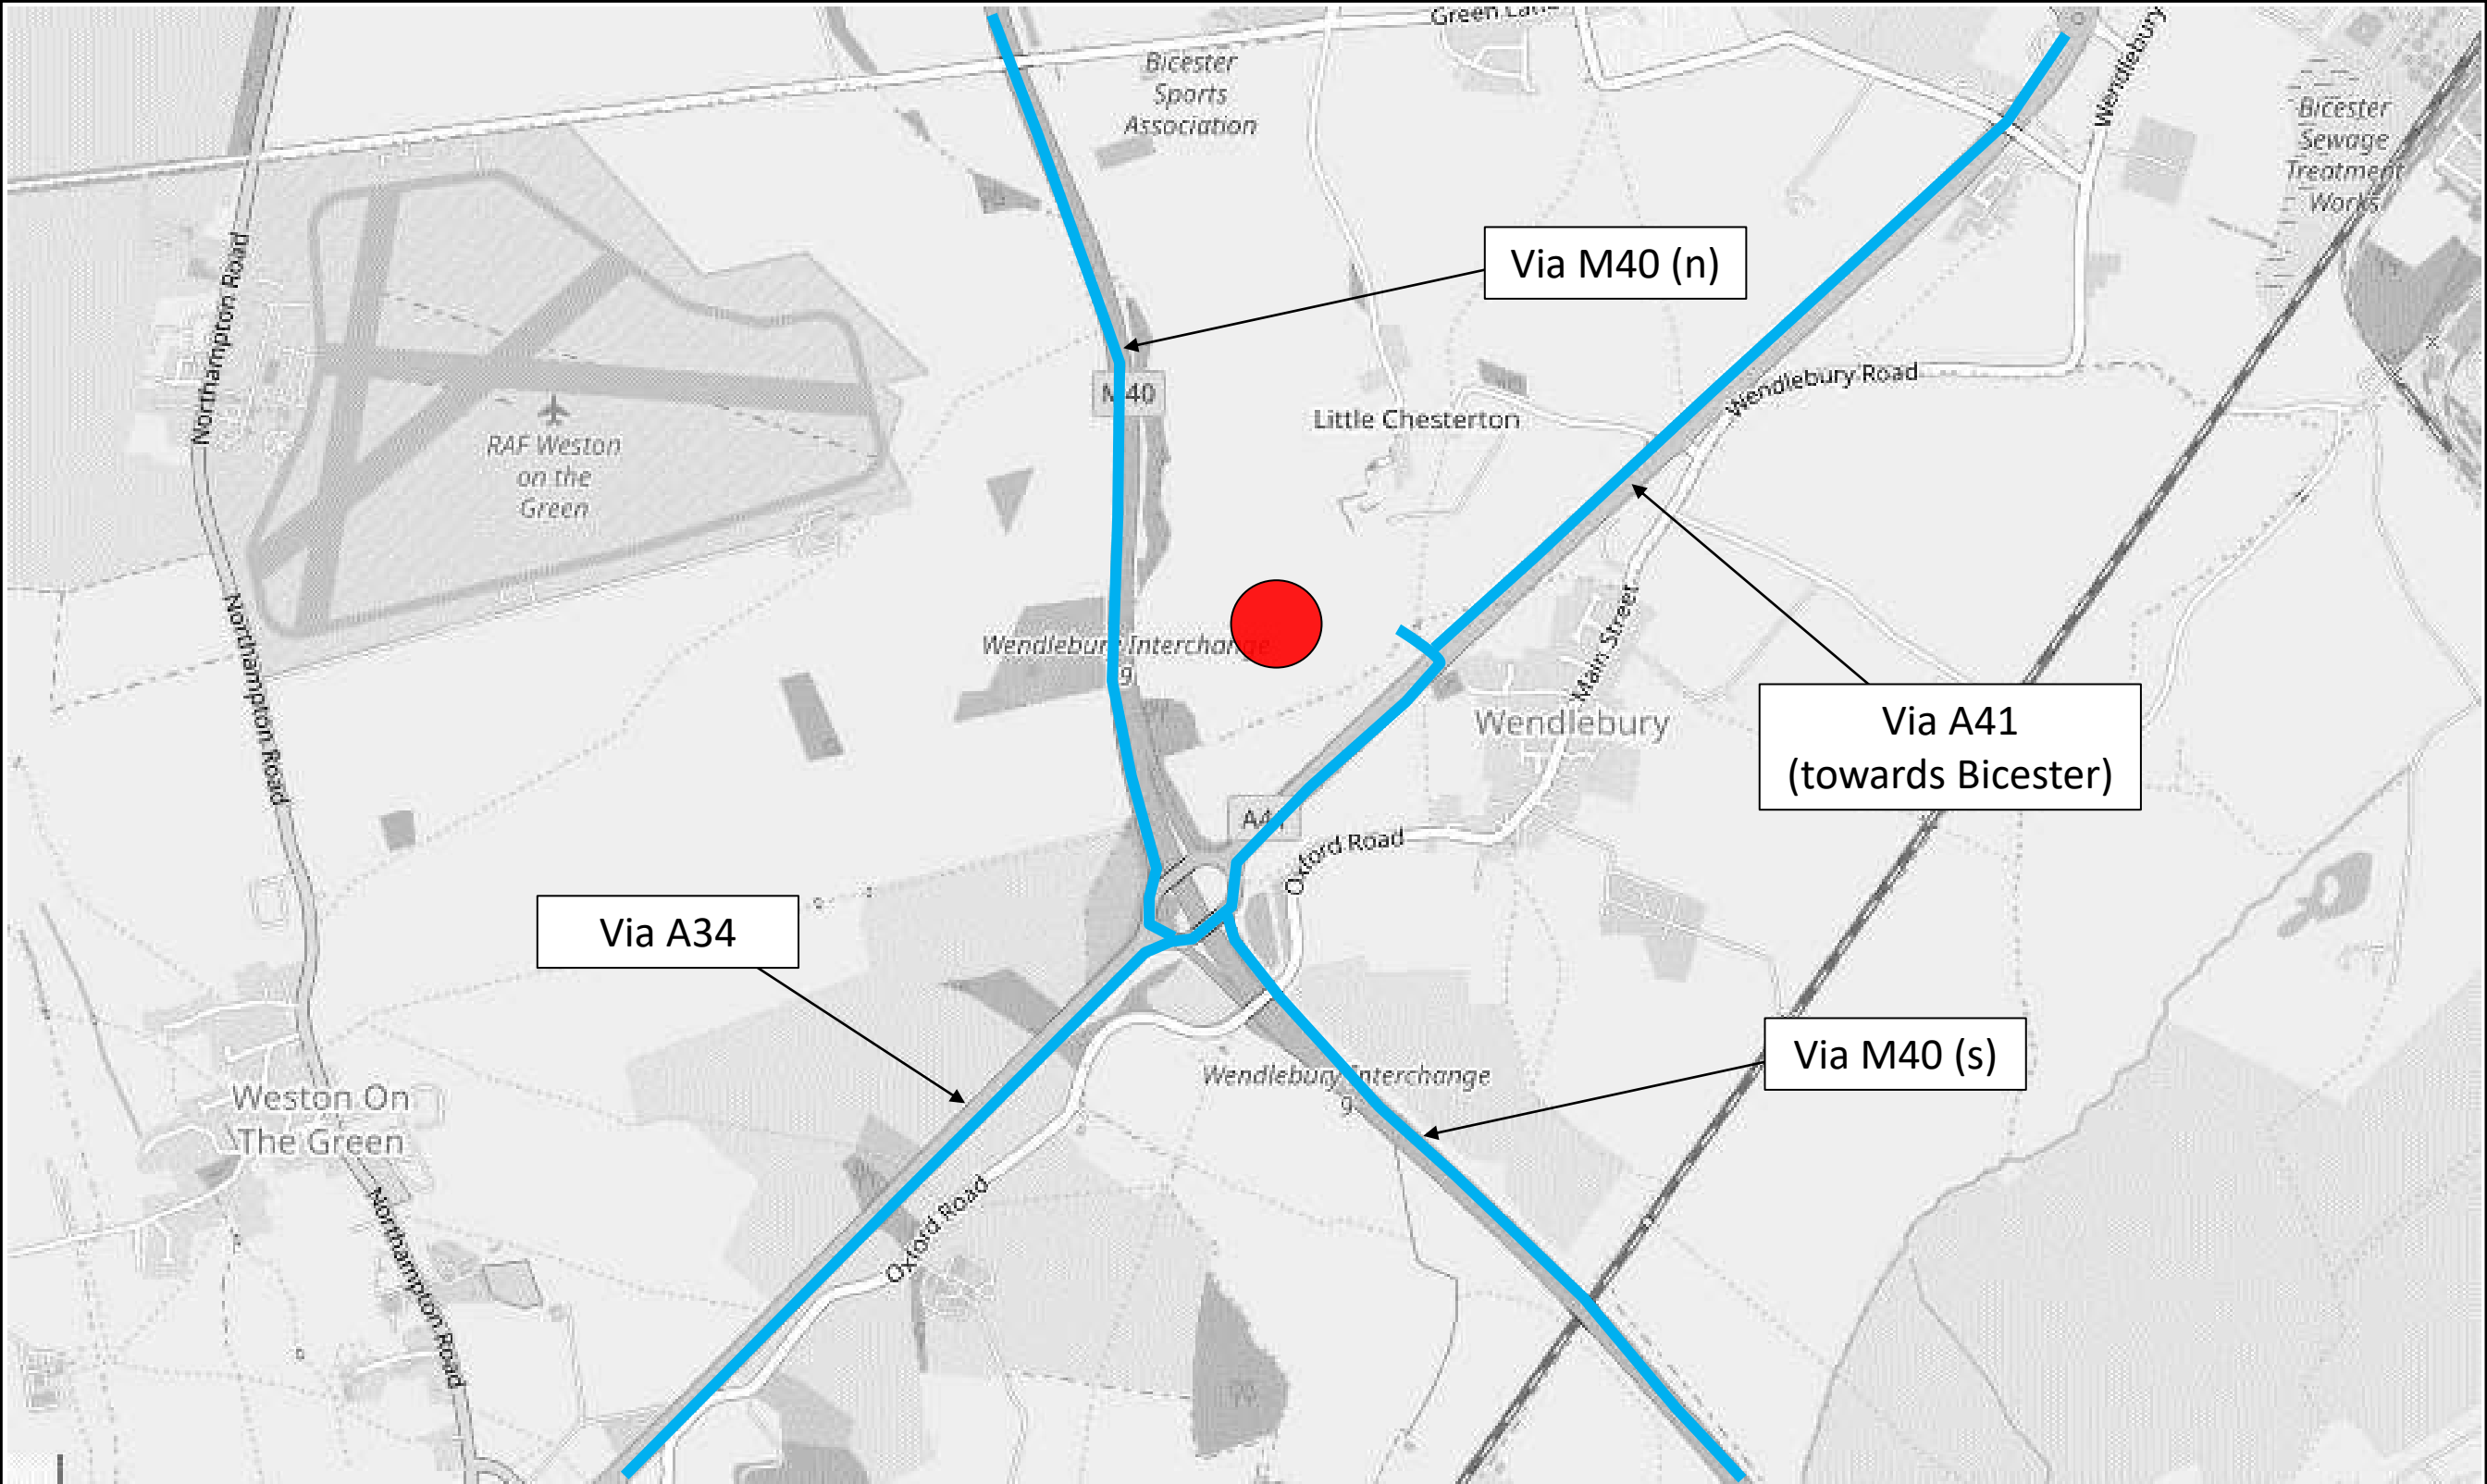 Green Lane
Bicester
Sports
Association
Wendlebury
Bicester
Sewage
Treatment
Works
Northampton Road
Via M40 (n)
M40
Wendlebury Road
Little Chesterton
RAF Weston
on the
Green
Northampton Road
Wendlebury Interchange
9
Main Street
Wendlebury
Via A41
(towards Bicester)
A41
Oxford Road
Via A34
Via M40 (s)
Wendlebury Interchange
9
Weston On
The Green
Oxford Road
Northampton Road